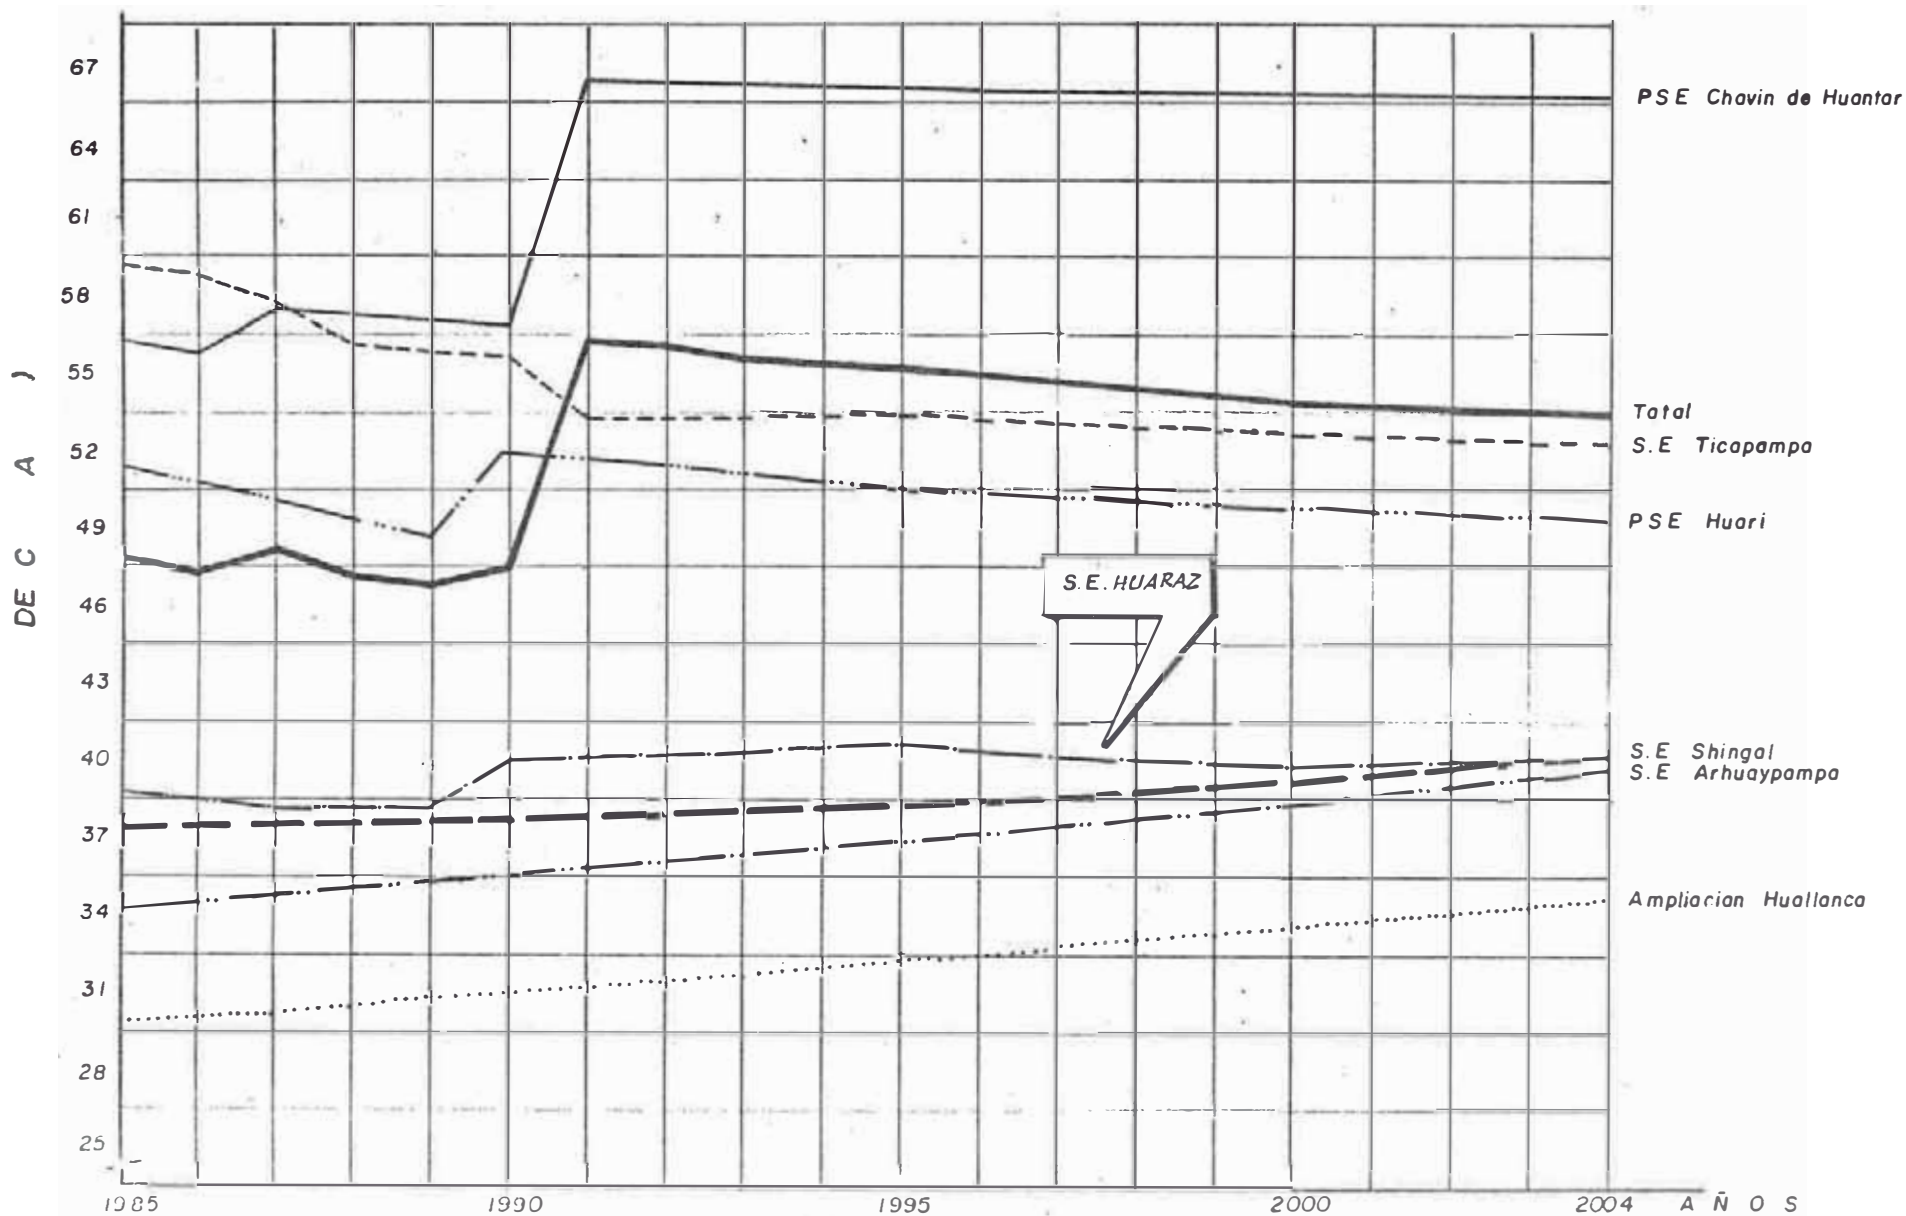 67
PSE Chavin de Huantar
64
61
58
55
Total
52
S.E Ticapampa
49
PSE Huari
S.E. HUARAZ
46
43
40
S.E Shingal
S.E Arhuaypampa
37
34
Ampliacian Huallanca
31
28
25
DE C A )
1985 1990 1995 2000 2004 AÑOS